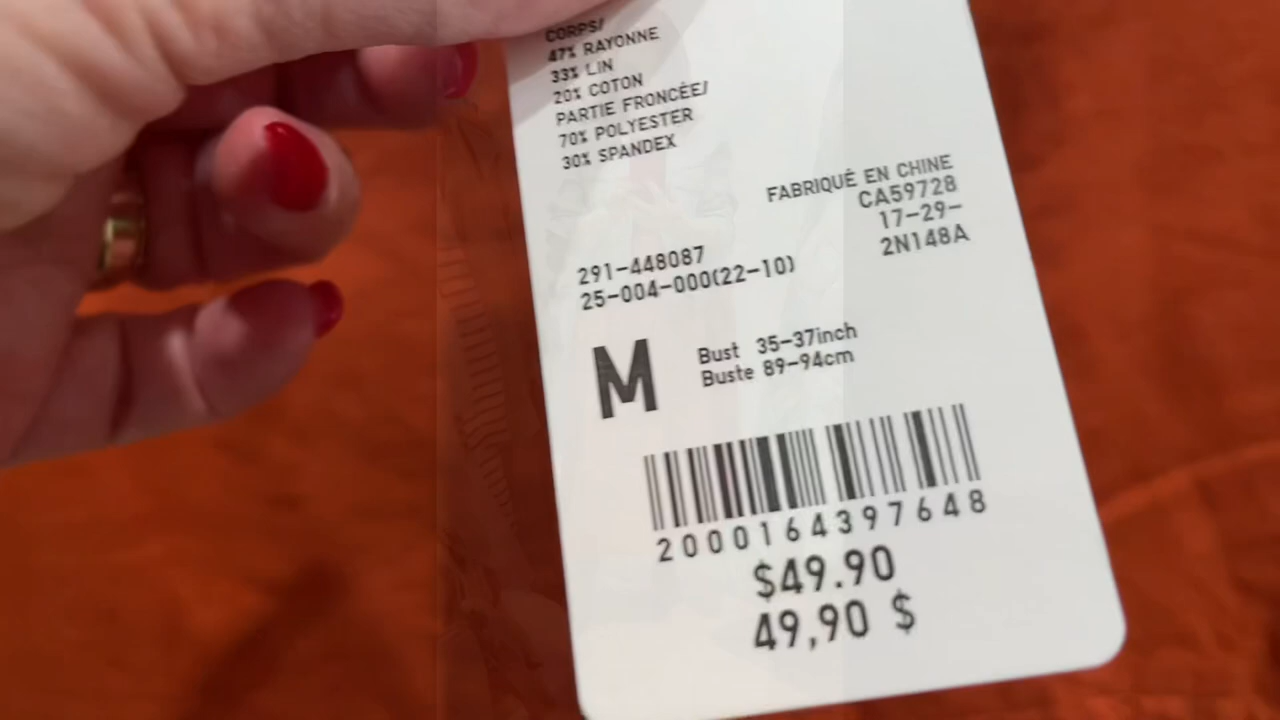 CORPS/
47% RAYONNE
33% LIN
20% COTON
PARTIE FRONCÉE/
70% POLYESTER
30% SPANDEX
FABRIQUÉ EN CHINE
CA59728
17-29-
2N148A
291-448087
25-004-000(22-10)
M
Bust 35-37inch
Buste 89-94cm
2000164397648
$49.90
49,90 $